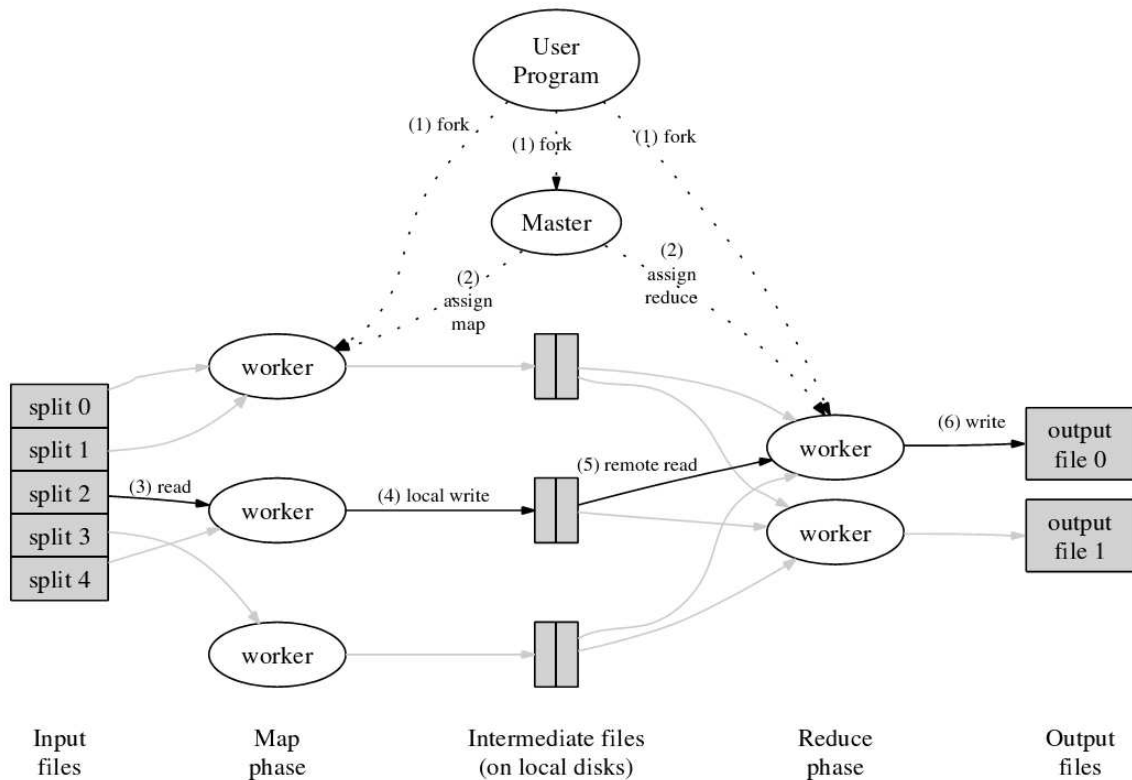 User
Program
(1) fork
(1) fork
(1) fork
Master
(2)
assign
map
(2)
assign
reduce
worker
split 0
split 1
split 2
split 3
split 4
(3) read
worker
(4) local write
worker
(5) remote read
worker
(6) write
output
file 0
worker
output
file 1
Input
files
Map
phase
Intermediate files
(on local disks)
Reduce
phase
Output
files